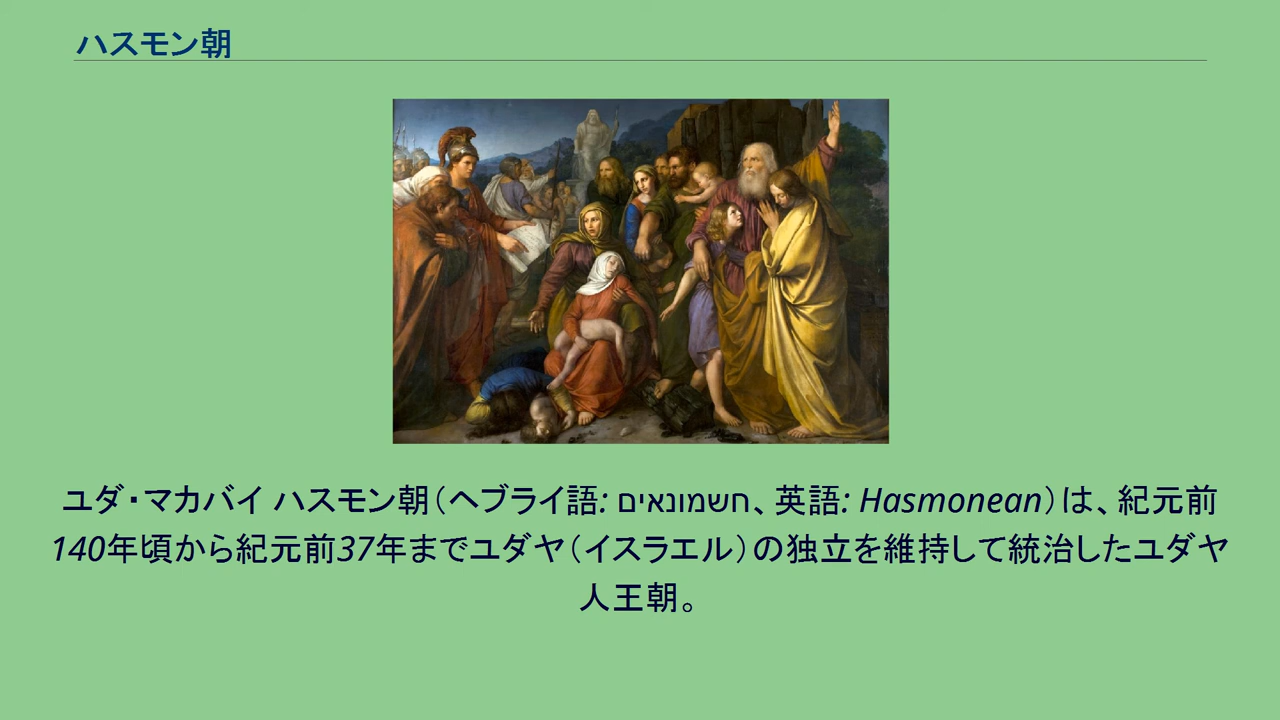 ハスモン朝
ユダ・マカバイ ハスモン朝（ヘブライ語: חשמונאים、英語: Hasmonean）は、紀元前
140年頃から紀元前37年までユダヤ（イスラエル）の独立を維持して統治したユダヤ
人王朝。